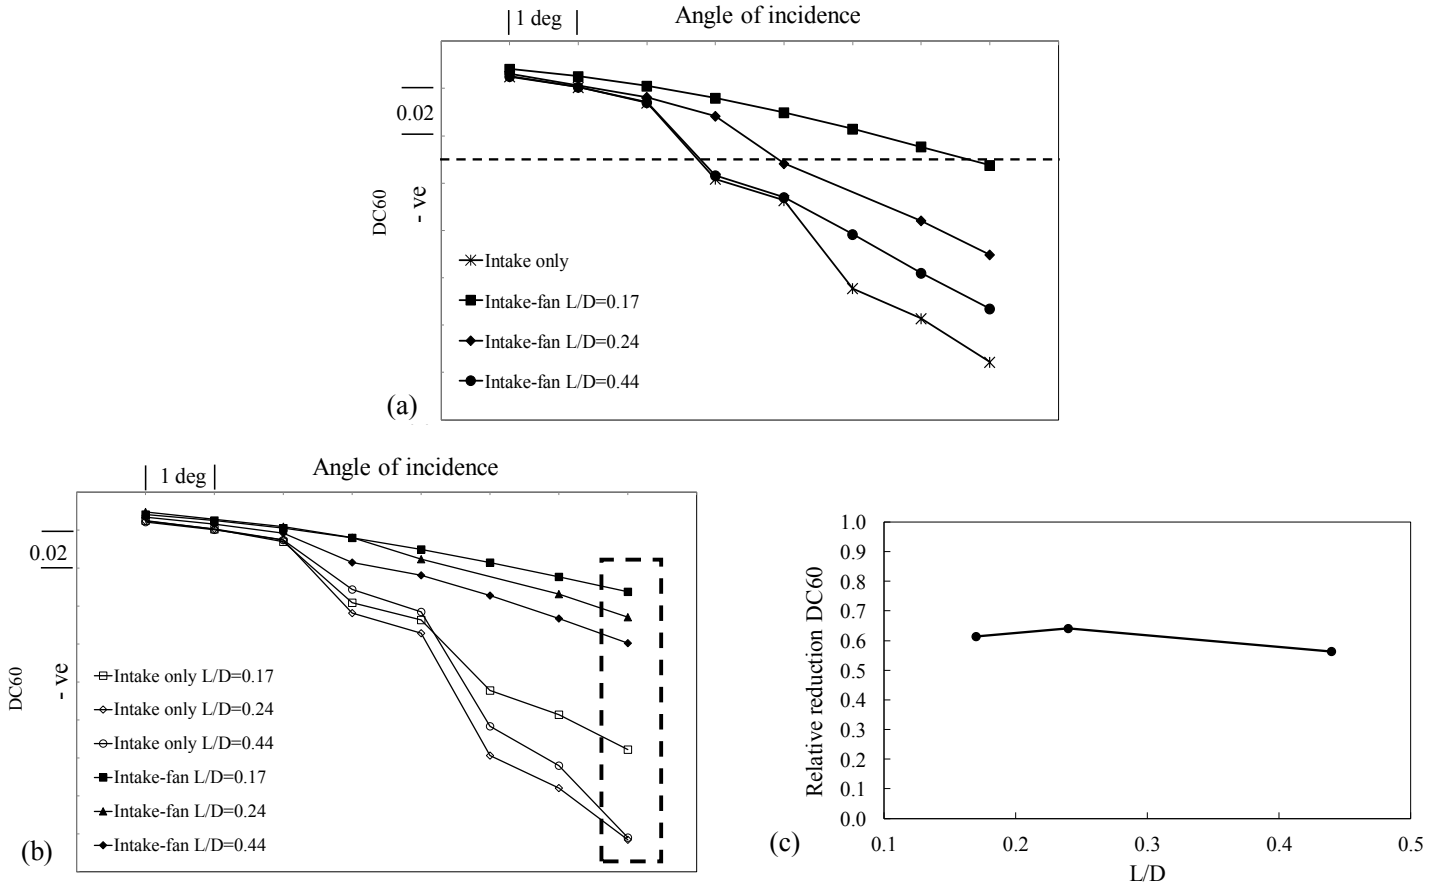 1 deg
Angle of incidence
0.02
DC60
- ve
Intake only
Intake-fan L/D=0.17
Intake-fan L/D=0.24
Intake-fan L/D=0.44
(a)
1 deg
Angle of incidence
0.02
DC60
- ve
Intake only L/D=0.17
Intake only L/D=0.24
Intake only L/D=0.44
Intake-fan L/D=0.17
Intake-fan L/D=0.24
Intake-fan L/D=0.44
(b)
Relative reduction DC60
1.0
0.9
0.8
0.7
0.6
0.5
0.4
0.3
0.2
0.1
0.0
0.1 0.2 0.3 0.4 0.5
L/D
(c)